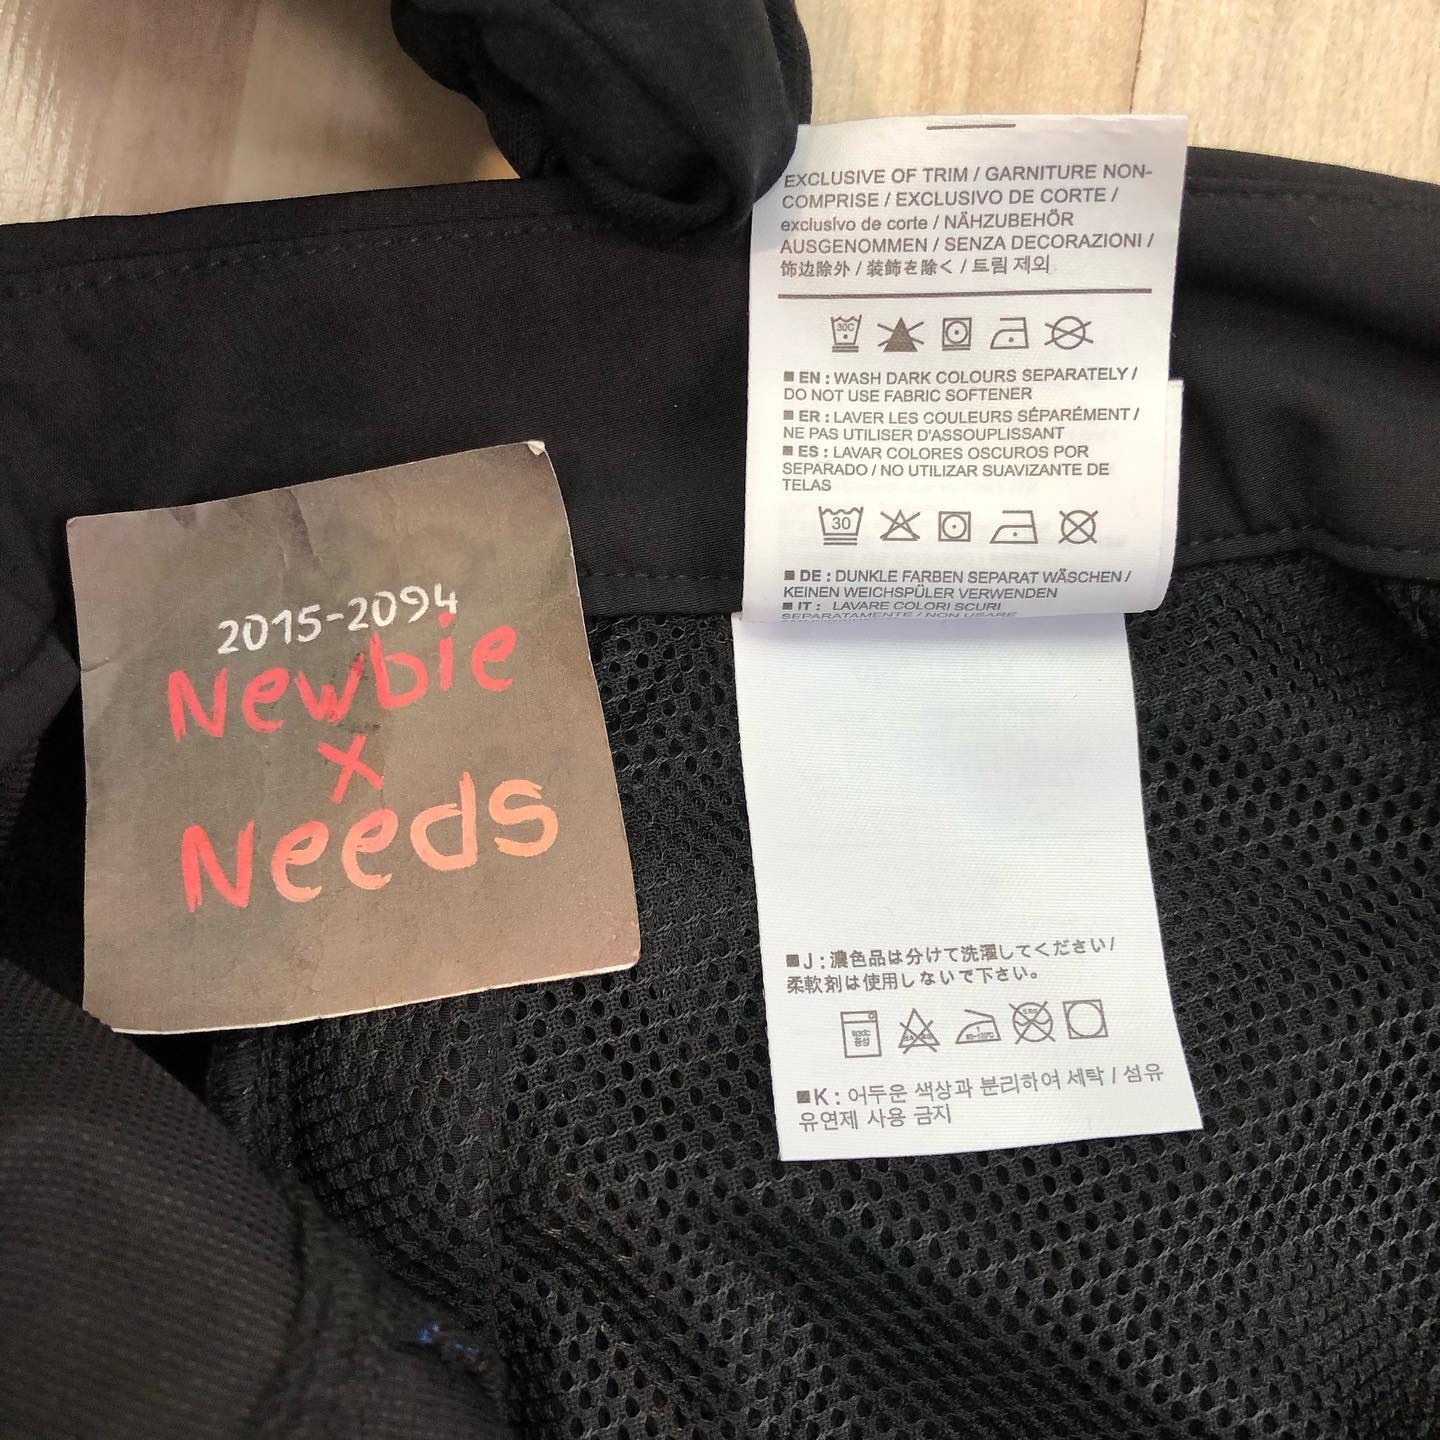 EXCLUSIVE OF TRIM / GARNITURE NON-
COMPRISE / EXCLUSIVO DE CORTE /
exclusivo de corte / NÄHZUBEHÖR
AUSGENOMMEN / SENZA DECORAZIONI /
饰边除外 / 装飾を除く / 트림 제외
30C
■ EN : WASH DARK COLOURS SEPARATELY /
DO NOT USE FABRIC SOFTENER
■ ER : LAVER LES COULEURS SÉPARÉMENT /
NE PAS UTILISER D'ASSOUPLISSANT
■ ES : LAVAR COLORES OSCUROS POR
SEPARADO / NO UTILIZAR SUAVIZANTE DE
TELAS
30
■ DE : DUNKLE FARBEN SEPARAT WÄSCHEN /
KEINEN WEICHSPÜLER VERWENDEN
■ IT : LAVARE COLORI SCURI
SEPARATAMENTE / NON USARE
2015-2094
Newbie
x
Needs
■J : 濃色品は分けて洗濯してください/
柔軟剤は使用しないで下さい。
■K : 어두운 색상과 분리하여 세탁 / 섬유
유연제 사용 금지